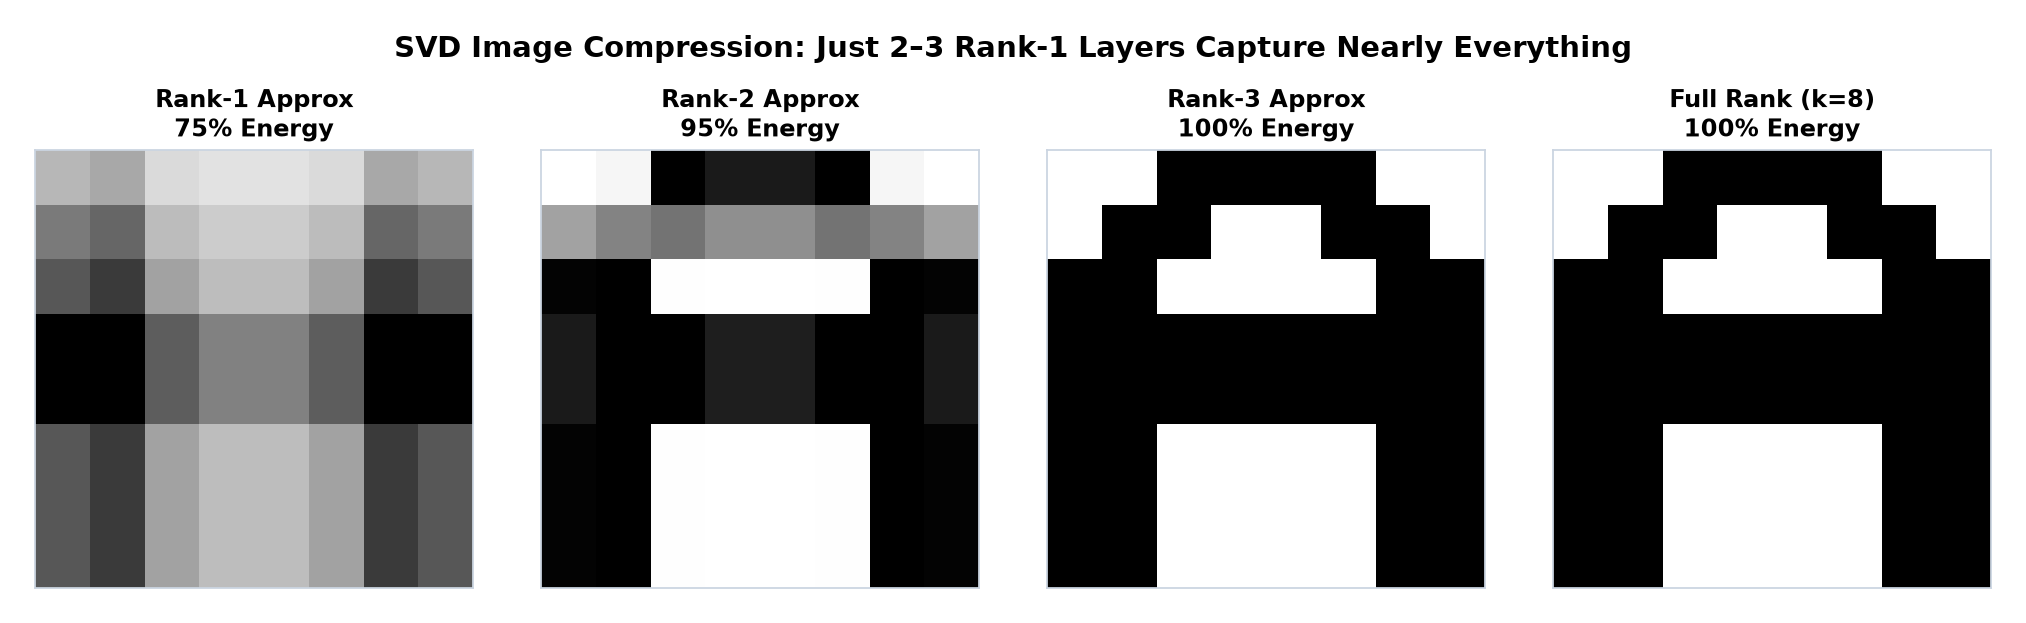 SVD Image Compression: Just 2–3 Rank-1 Layers Capture Nearly Everything
Rank-1 Approx
75% Energy
Rank-2 Approx
95% Energy
Rank-3 Approx
100% Energy
Full Rank (k=8)
100% Energy